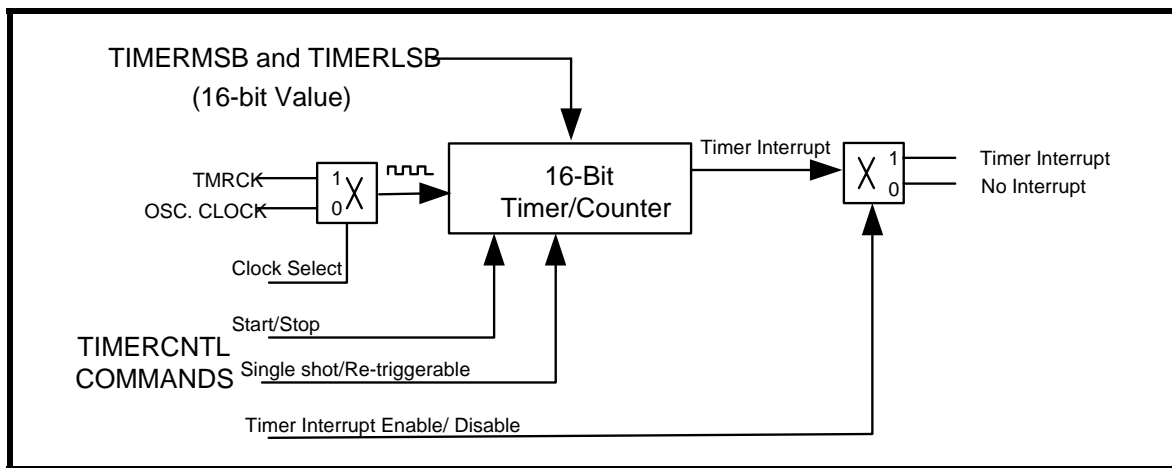 TIMERMSB and TIMERLSB
(16-bit Value)
TMRCK
OSC. CLOCK
1
0
Clock Select
16-Bit
Timer/Counter
Timer Interrupt
1
0
Timer Interrupt
No Interrupt
Start/Stop
TIMERCNTL
COMMANDS
Single shot/Re-triggerable
Timer Interrupt Enable/ Disable